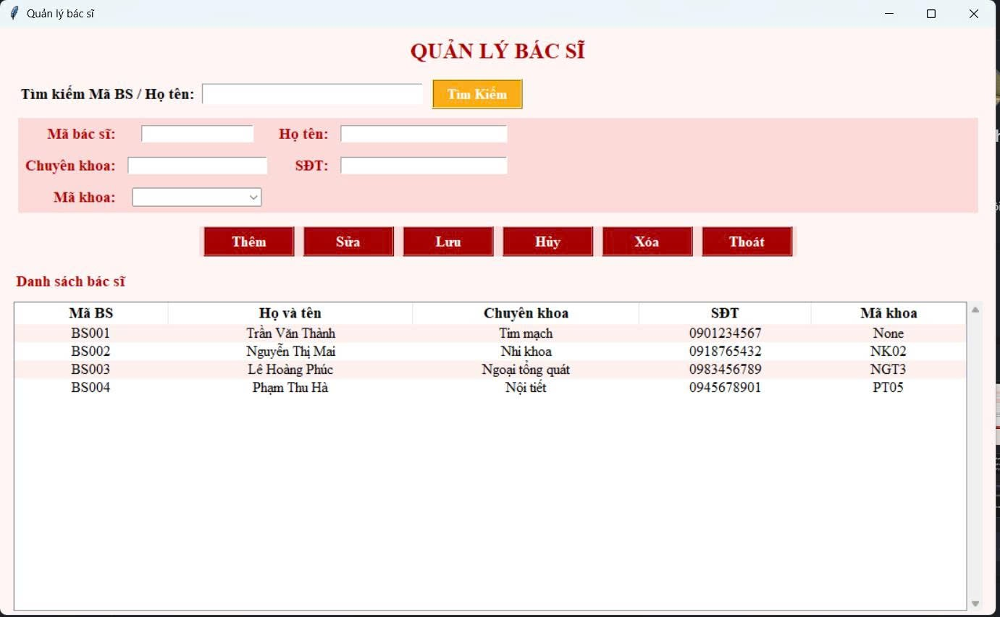 Quản lý bác sĩ
QUẢN LÝ BÁC SĨ
Tìm kiếm Mã BS / Họ tên: Tìm Kiếm
Mã bác sĩ: Họ tên:
Chuyên khoa: SĐT:
Mã khoa:
Thêm Sửa Lưu Hủy Xóa Thoát
Danh sách bác sĩ
Mã BS Họ và tên Chuyên khoa SĐT Mã khoa
BS001 Trần Văn Thành Tim mạch 0901234567 None
BS002 Nguyễn Thị Mai Nhi khoa 0918765432 NK02
BS003 Lê Hoàng Phúc Ngoại tổng quát 0983456789 NGT3
BS004 Phạm Thu Hà Nội tiết 0945678901 PT05